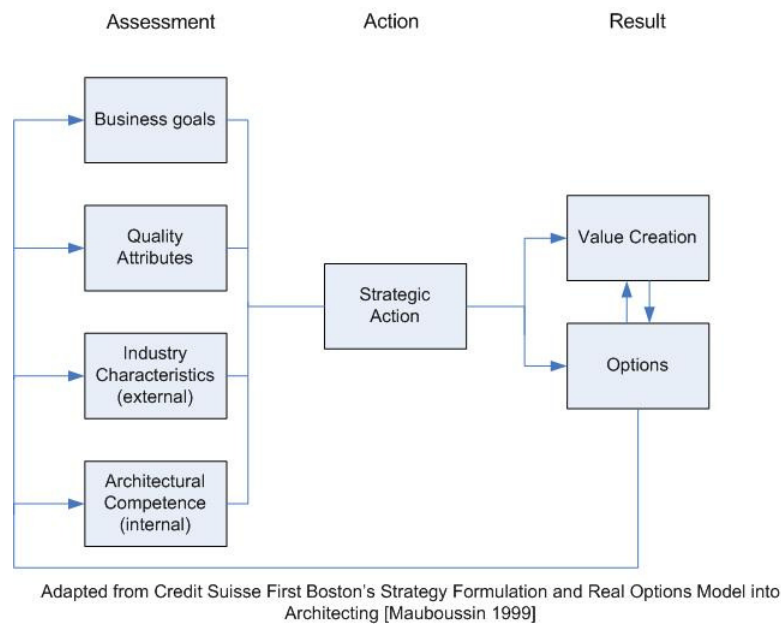 Assessment
Action
Result
Business goals
Quality
Attributes
Industry
Characteristics
(external)
Architectural
Competence
(internal)
Strategic
Action
Value Creation
Options
Adapted from Credit Suisse First Boston's Strategy Formulation and Real Options Model into
Architecting [Mauboussin 1999]